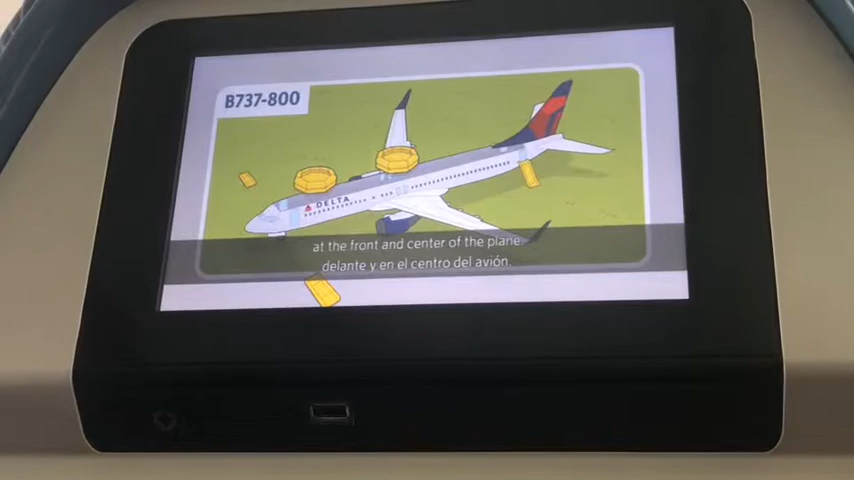 B737-800
DELTA
at the front and center of the plane.
delante y en el centro del avión.